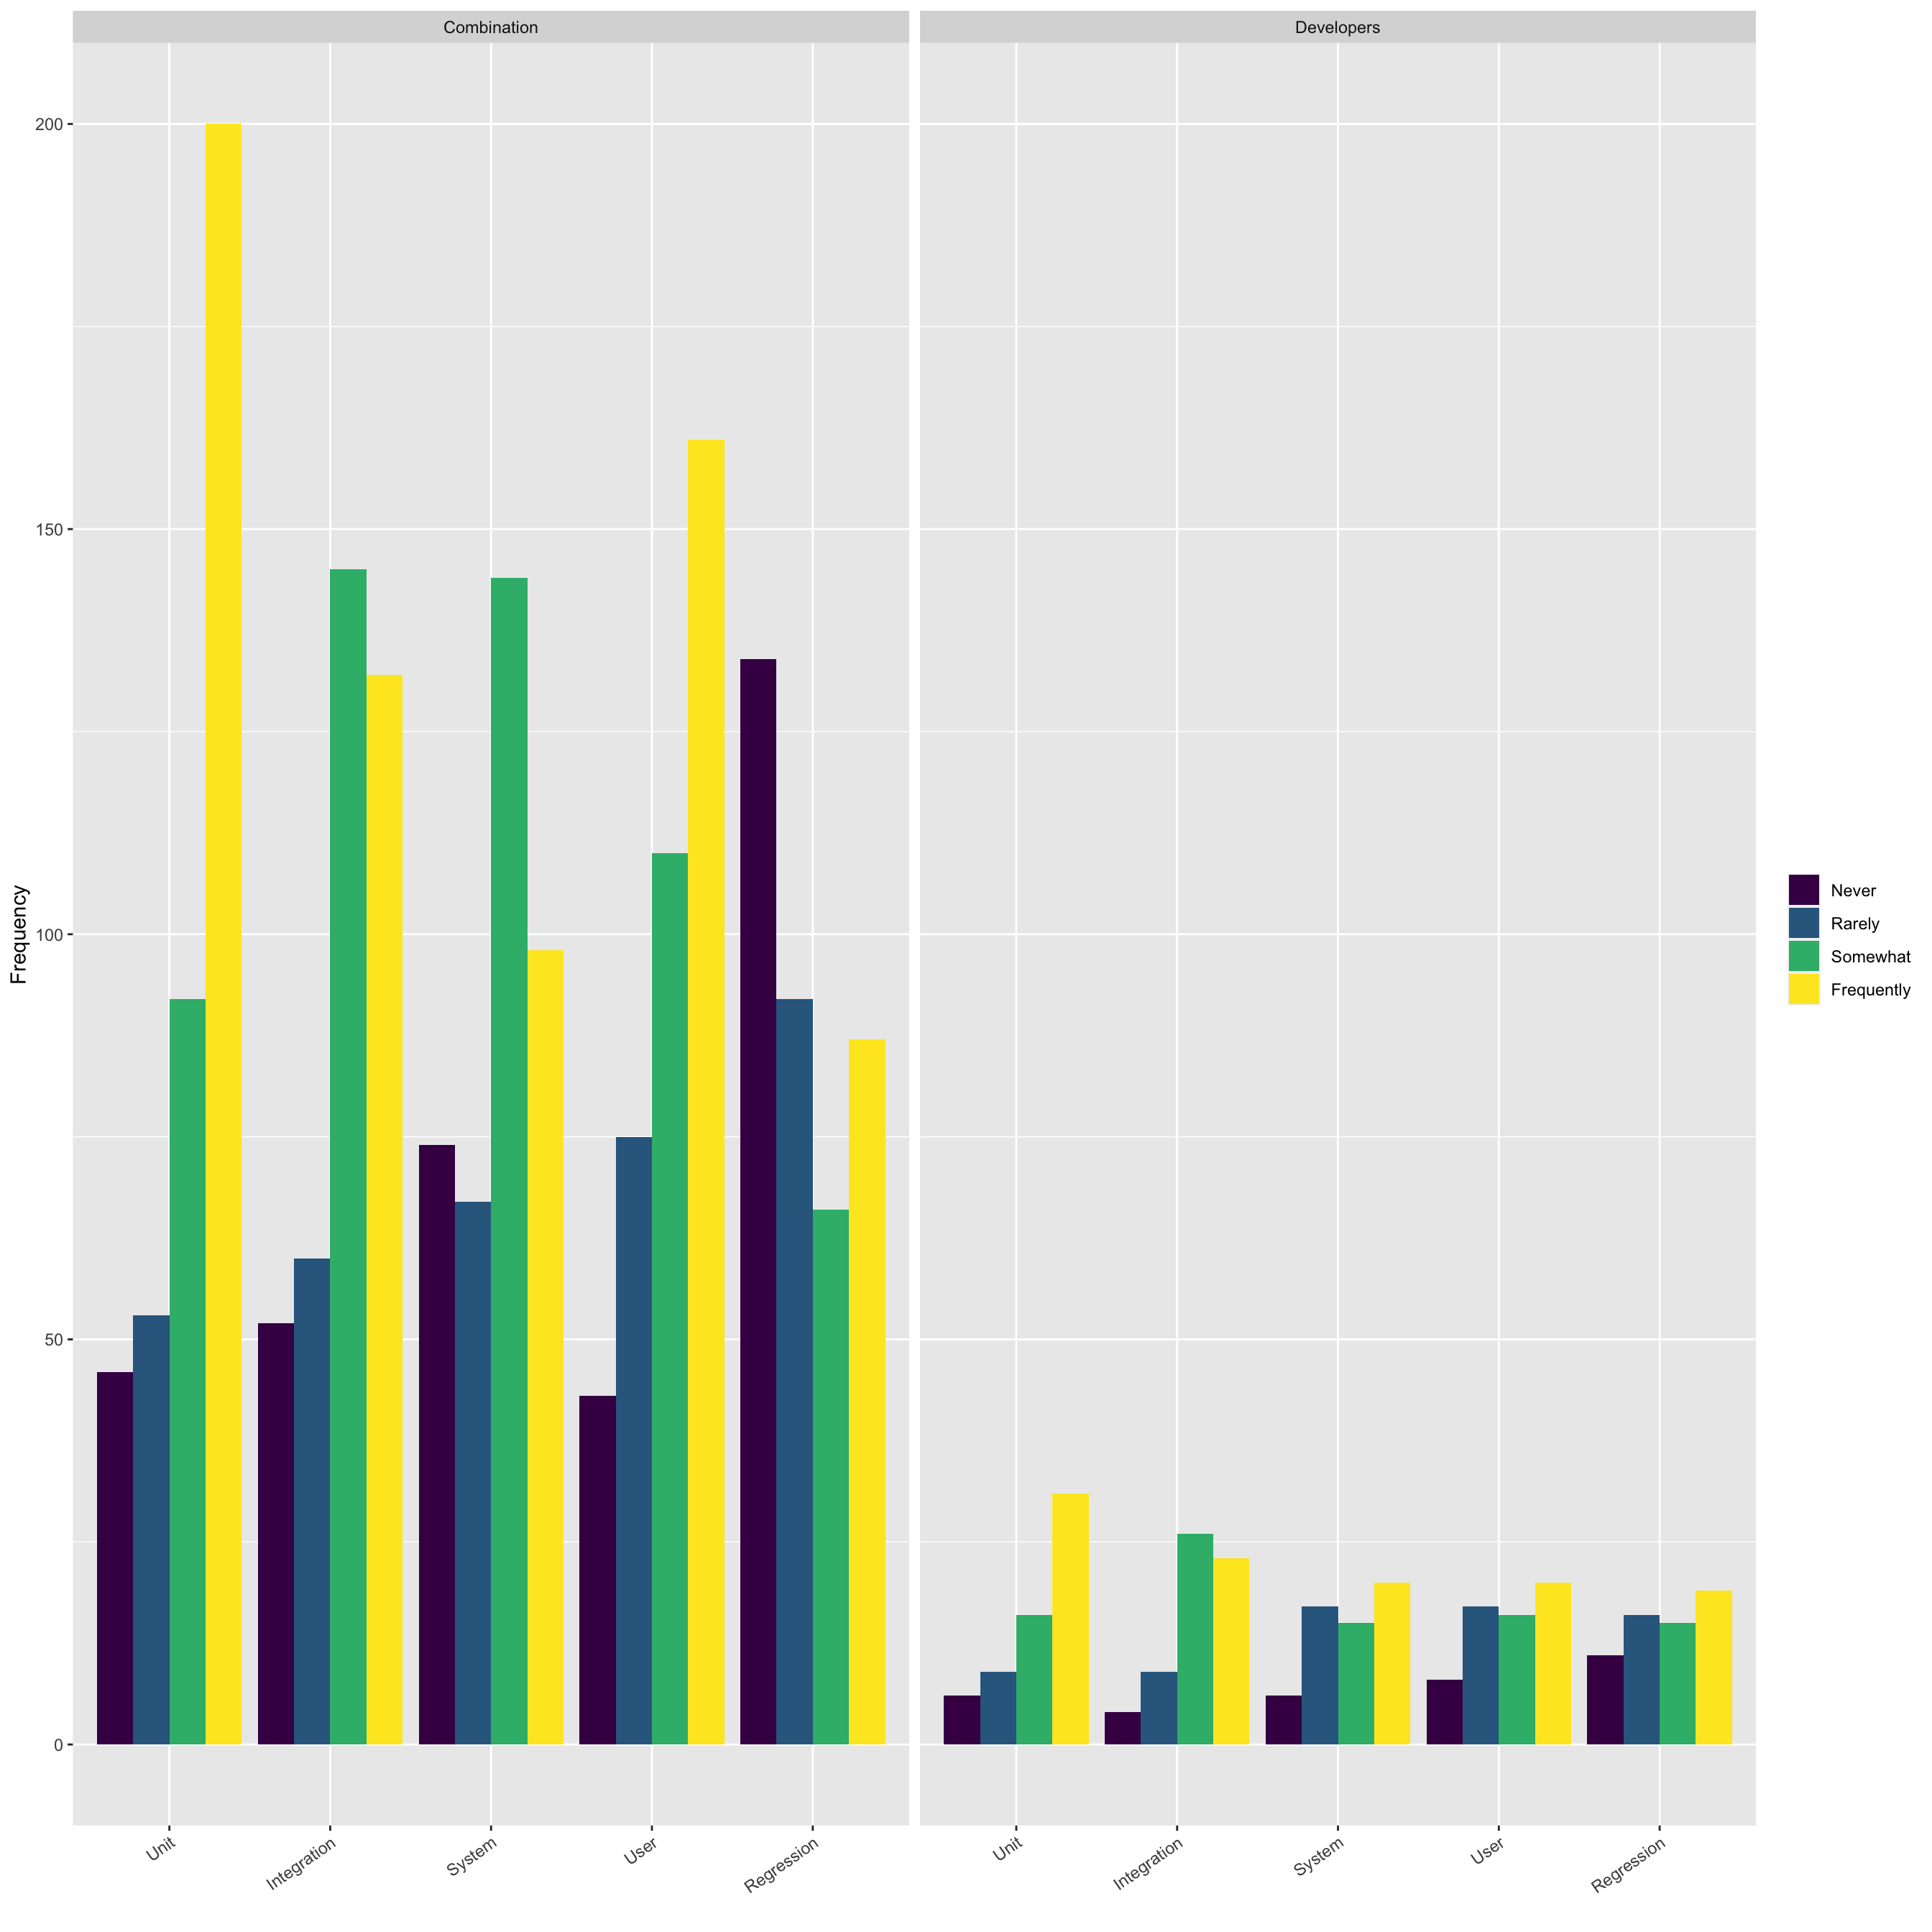 Combination
Developers
Frequency
200
150
100
50
0
Unit
Integration
System
User
Regression
Unit
Integration
System
User
Regression
Never
Rarely
Somewhat
Frequently